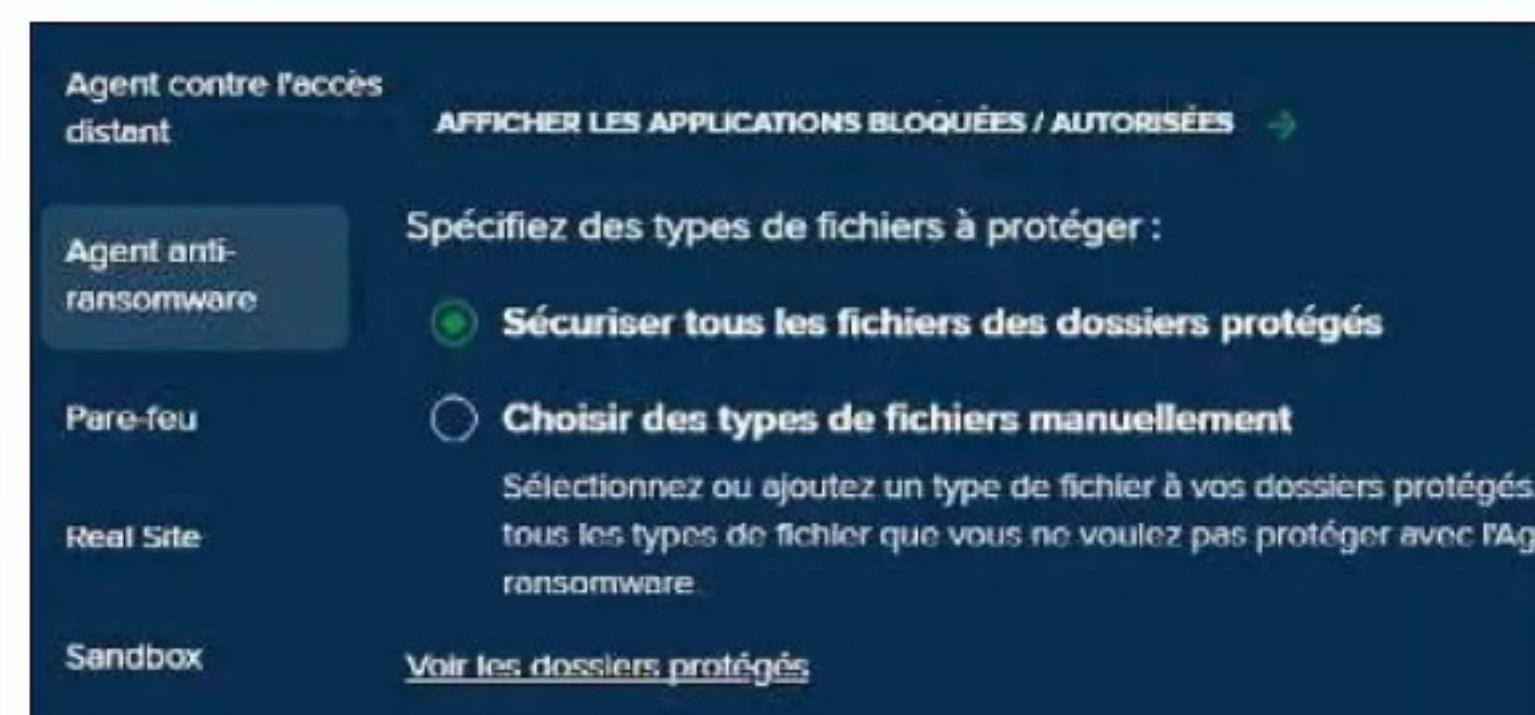 Agent contre l'accès
distant
AFFICHER LES APPLICATIONS BLOQUÉES / AUTORISÉES →
Agent anti-
ransomware
Spécifiez des types de fichiers à protéger :
Sécuriser tous les fichiers des dossiers protégés
Pare-feu
Choisir des types de fichiers manuellement
Sélectionnez ou ajoutez un type de fichier à vos dossiers protégés
tous les types de fichier que vous ne voulez pas protéger avec l'Ag
ransomware.
Real Site
Sandbox
Voir les dossiers protégés